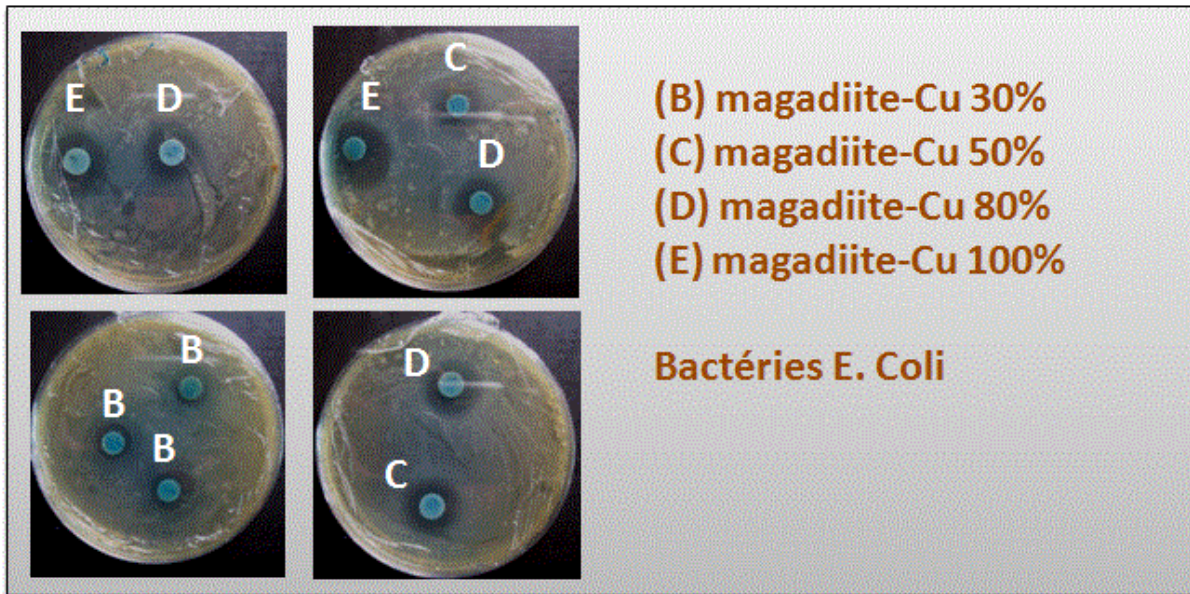 E D
C
E
D
B
B
B
D
C
(B) magadiite-Cu 30%
(C) magadiite-Cu 50%
(D) magadiite-Cu 80%
(E) magadiite-Cu 100%
Bactéries E. Coli